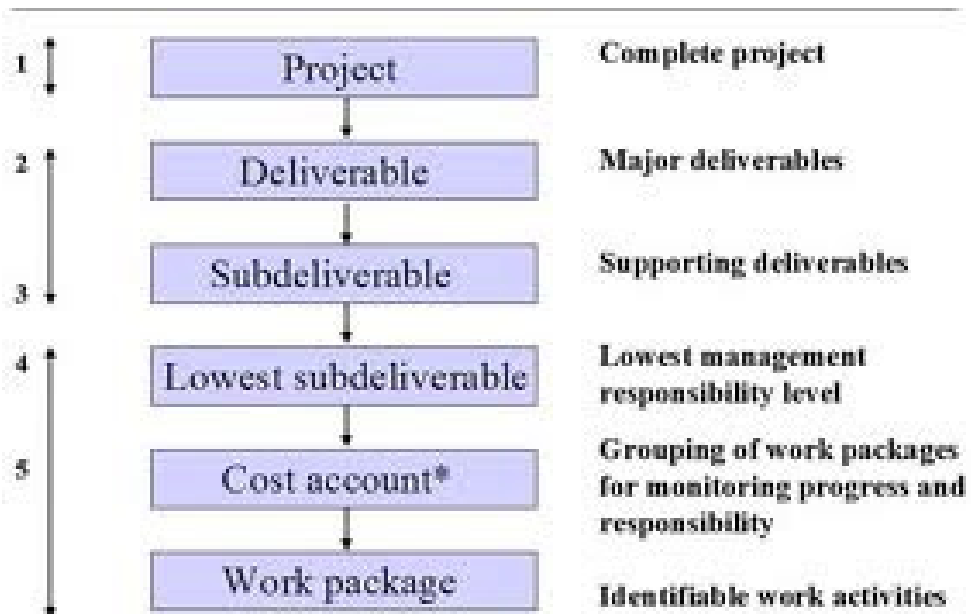 1
Project
Complete project
2
Deliverable
Major deliverables
Subdeliverable
Supporting deliverables
3
4
Lowest subdeliverable
Lowest management
responsibility level
5
Cost account*
Grouping of work packages
for monitoring progress and
responsibility
Work package
Identifiable work activities